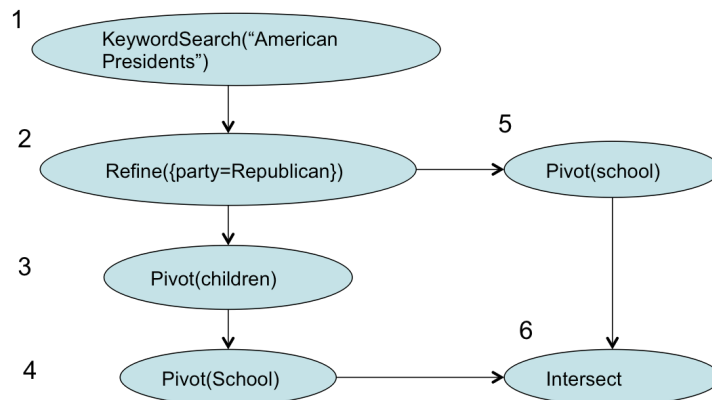 1
KeywordSearch("American
Presidents")
2
Refine({party=Republican})
5
Pivot(school)
3
Pivot(children)
4
Pivot(School)
6
Intersect